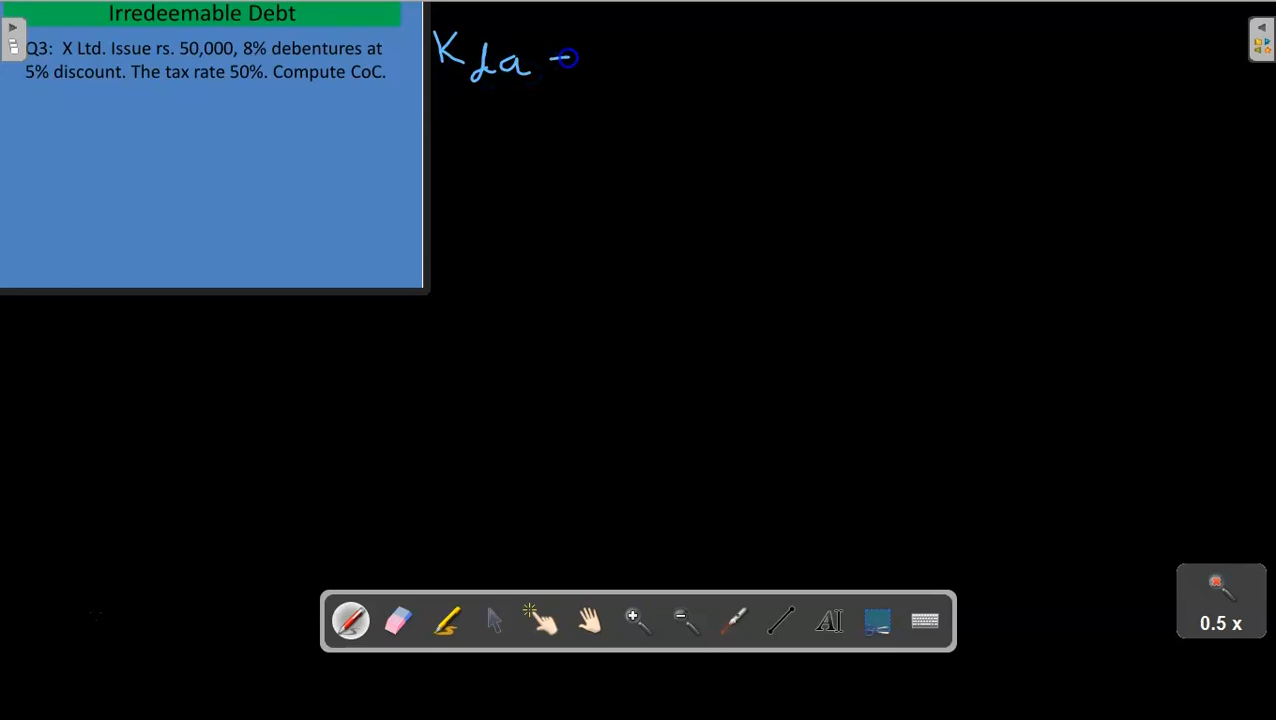 Irredeemable Debt
Q3: X Ltd. Issue rs. 50,000, 8% debentures at
5% discount. The tax rate 50%. Compute CoC.
Kda -
AI
0.5 x